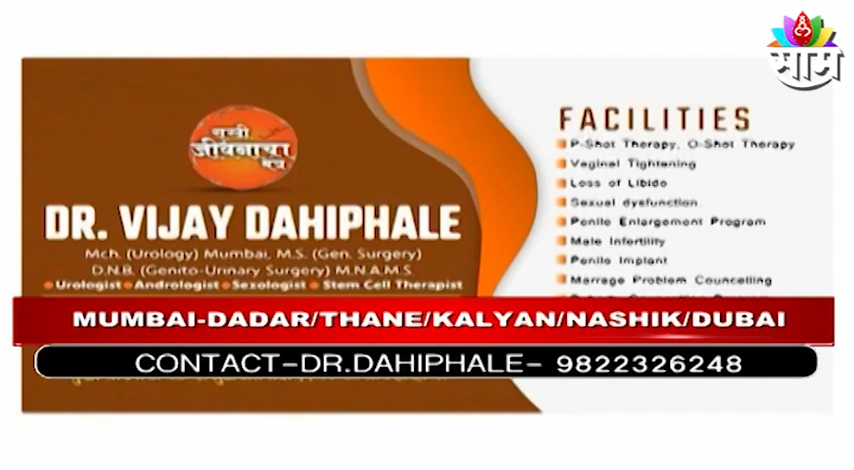 साम
सुखी
जीवनाचा
मंत्र
DR. VIJAY DAHIPHALE
Mch. (Urology) Mumbai, M.S. (Gen. Surgery)
D.N.B. (Genito-Urinary Surgery) M.N.A.M.S.
Urologist Andrologist Sexologist Stem Cell Therapist
FACILITIES
P-Shot Therapy, O-Shot Therapy
Vaginal Tightening
Loss of Libido
Sexual dysfunction
Penile Enlargement Program
Male Infertility
Penile Implant
Marrage Problem Councelling
MUMBAI-DADAR/THANE/KALYAN/NASHIK/DUBAI
CONTACT-DR.DAHIPHALE- 9822326248